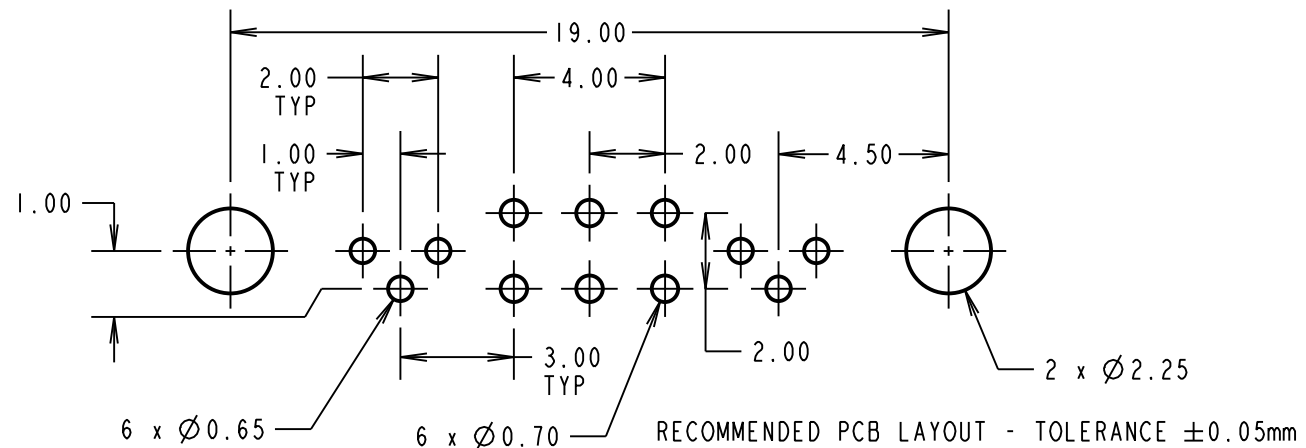 19.00
2.00
TYP
4.00
1.00
TYP
2.00
4.50
1.00
3.00
TYP
2.00
2 x Ø2.25
6 x Ø0.65
6 x Ø0.70
RECOMMENDED PCB LAYOUT - TOLERANCE ±0.05mm